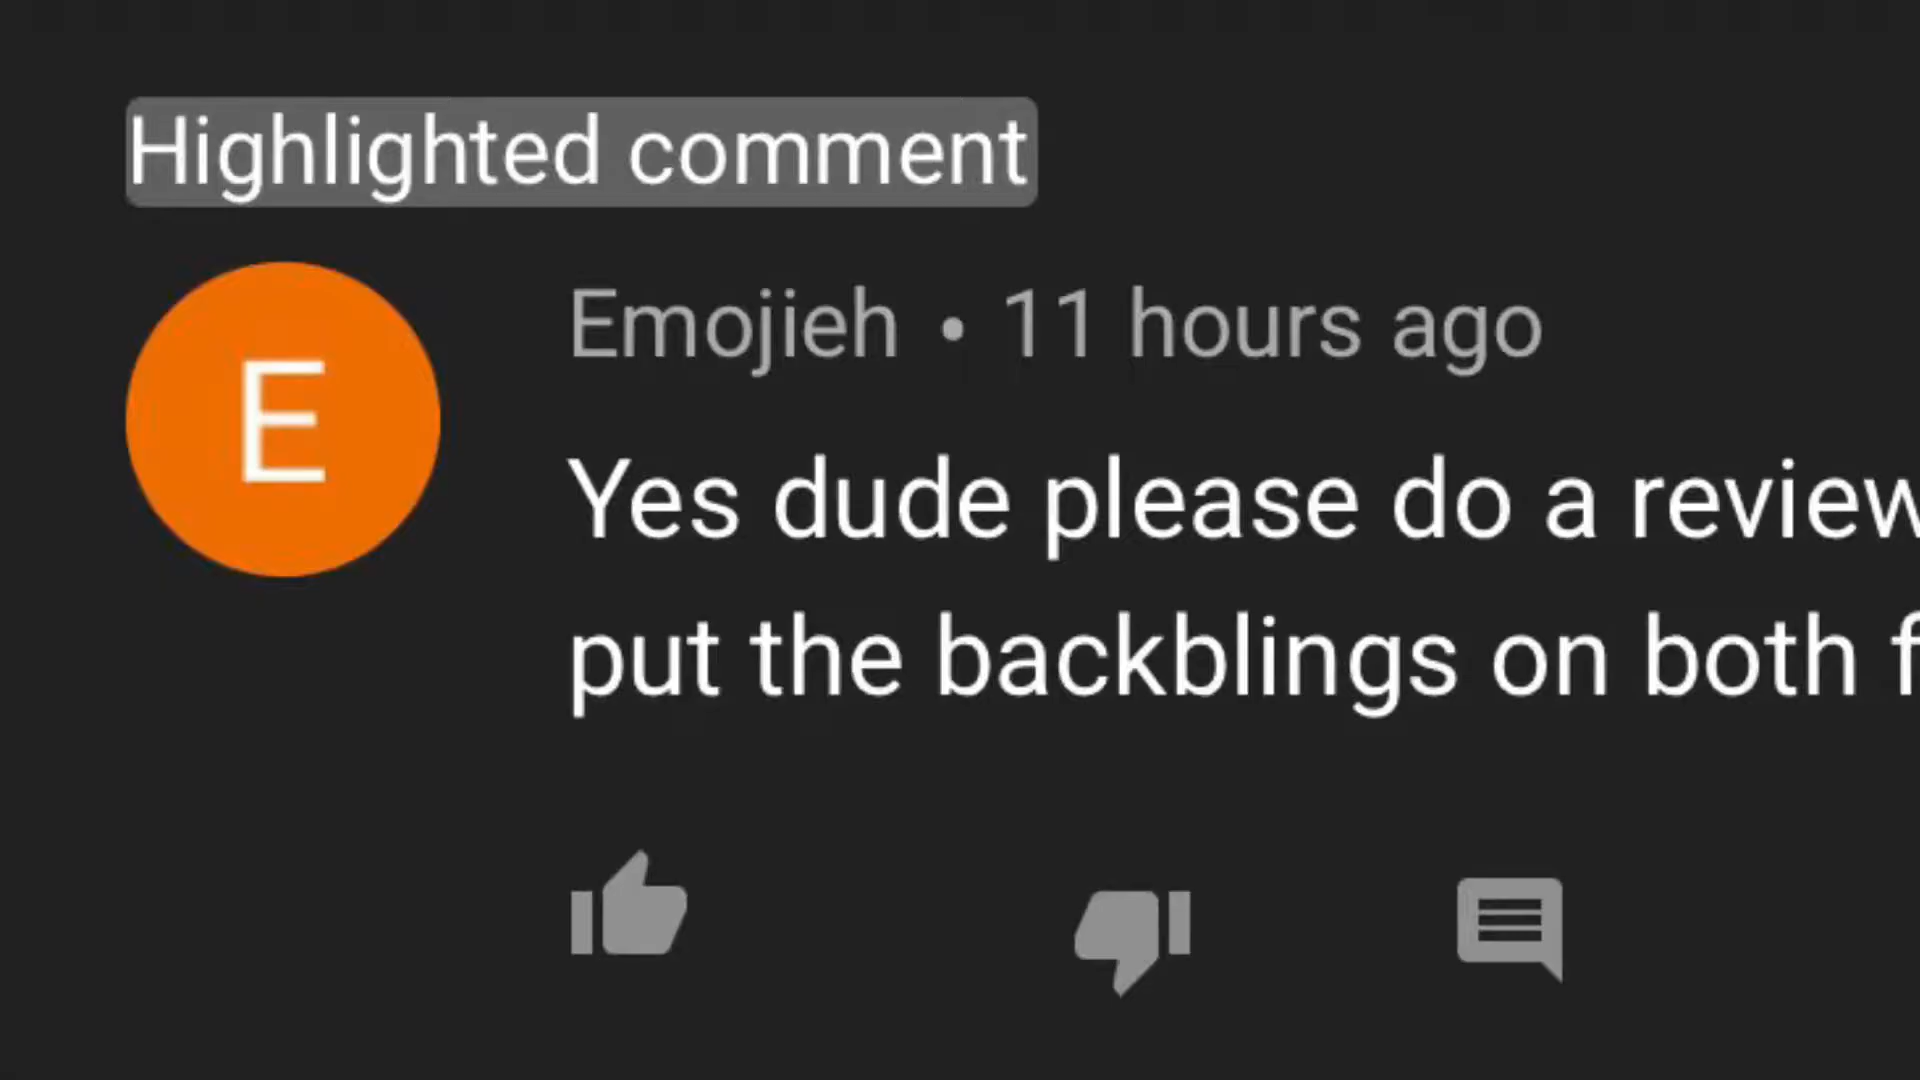 Highlighted comment
E
Emojieh • 11 hours ago
Yes dude please do a review
put the backblings on both